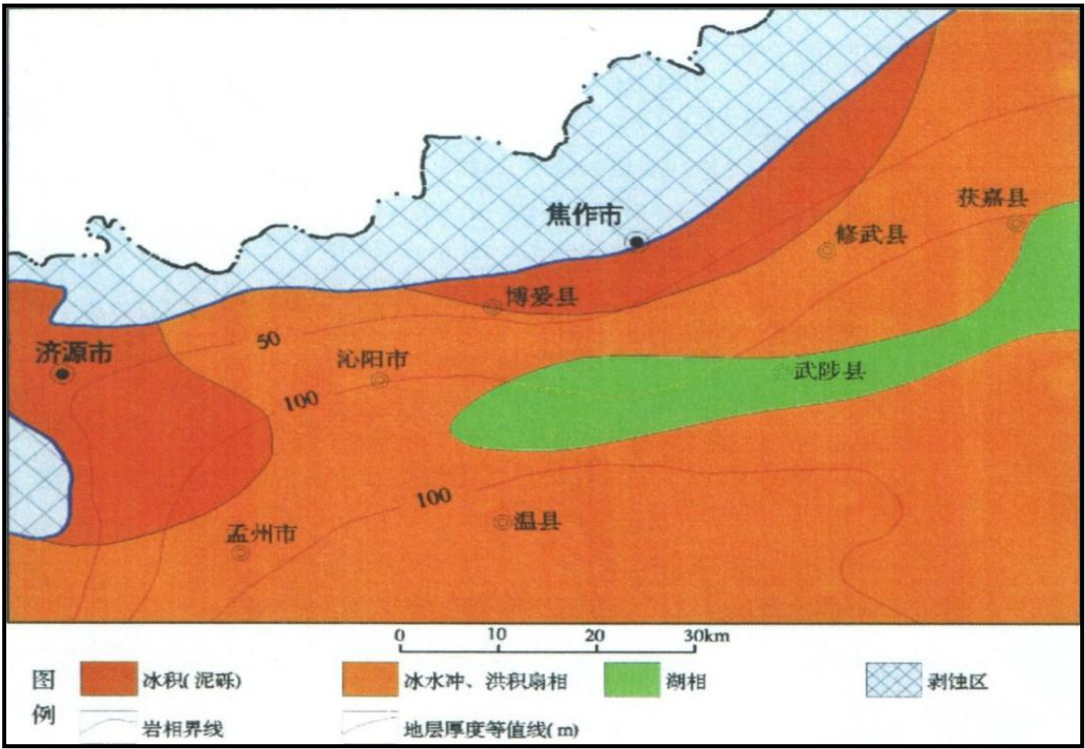 焦作市
获嘉县
修武县
博爱县
50
济源市
沁阳市
武陟县
100
100
温县
孟州市
0 10 20 30km
图例
冰积(泥砾)
冰水冲、洪积扇相
湖相
剥蚀区
岩相界线
地层厚度等值线(m)